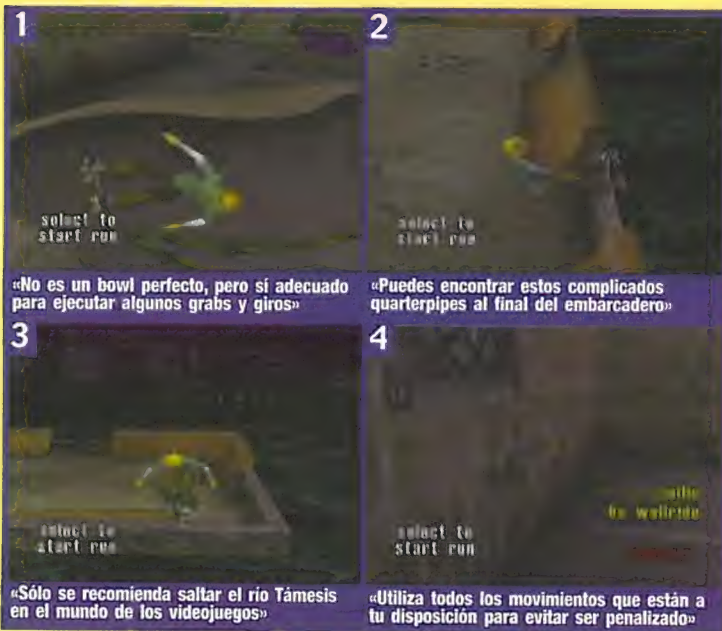 1
select to
start run
«No es un bowl perfecto, pero sí adecuado
para ejecutar algunos grabs y giros»
2
select to
start run
«Puedes encontrar estos complicados
quarterpipes al final del embarcadero»
3
select to
start run
«Sólo se recomienda saltar el río Támesis
en el mundo de los videojuegos»
4
select to
start run
wallride
«Utiliza todos los movimientos que están a
tu disposición para evitar ser penalizado»